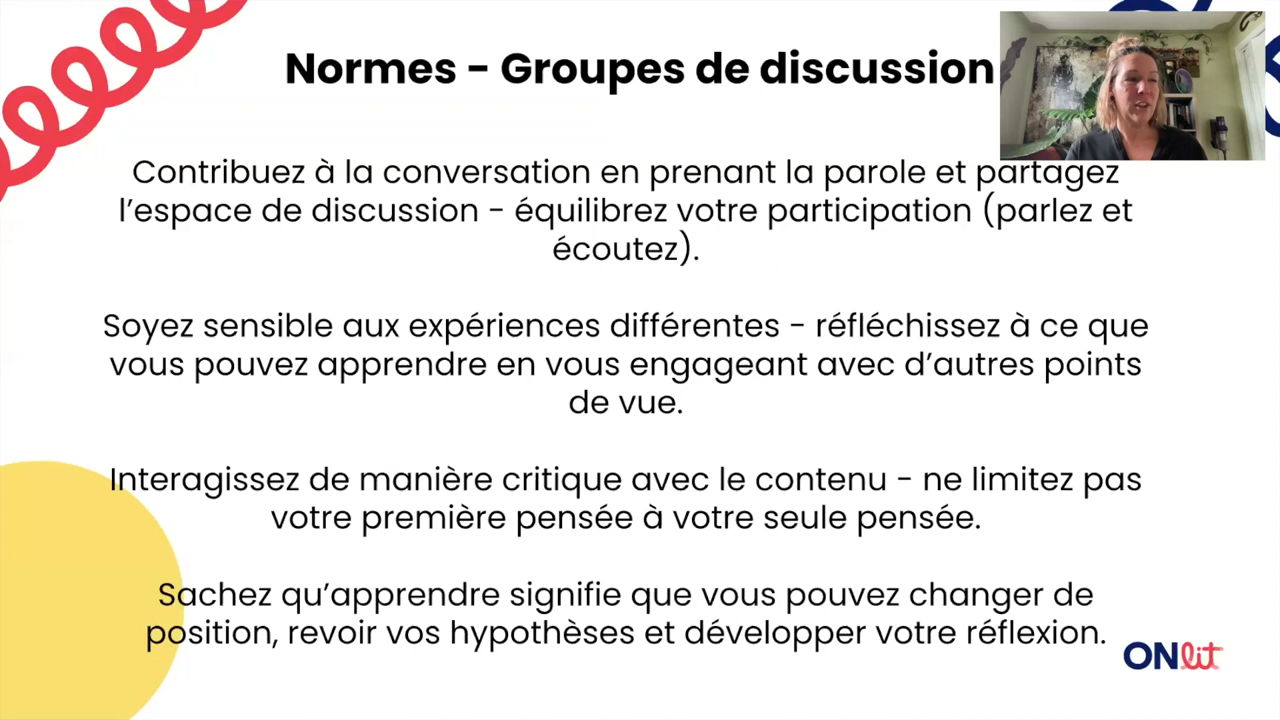 Normes - Groupes de discussion
Contribuez à la conversation en prenant la parole et partagez
l’espace de discussion - équilibrez votre participation (parlez et
écoutez).
Soyez sensible aux expériences différentes - réfléchissez à ce que
vous pouvez apprendre en vous engageant avec d’autres points
de vue.
Interagissez de manière critique avec le contenu - ne limitez pas
votre première pensée à votre seule pensée.
Sachez qu’apprendre signifie que vous pouvez changer de
position, revoir vos hypothèses et développer votre réflexion.
ONlit